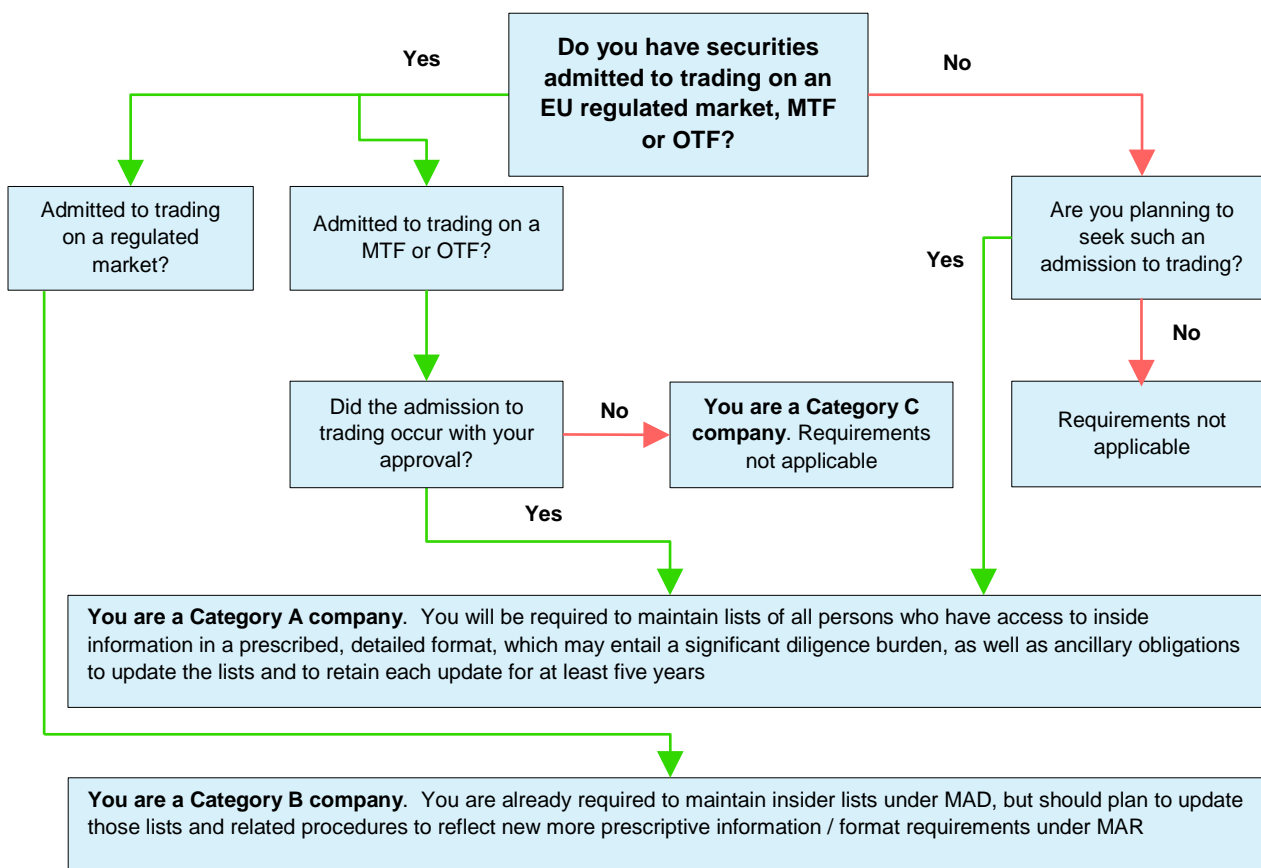 Do you have securities
admitted to trading on an
EU regulated market, MTF
or OTF?
Yes
No
Admitted to trading
on a regulated
market?
Admitted to trading on a
MTF or OTF?
Are you planning to
seek such an
admission to trading?
Yes
No
Did the admission to
trading occur with your
approval?
No
You are a Category C
company. Requirements
not applicable
Requirements not
applicable
Yes
You are a Category A company. You will be required to maintain lists of all persons who have access to inside
information in a prescribed, detailed format, which may entail a significant diligence burden, as well as ancillary obligations
to update the lists and to retain each update for at least five years
You are a Category B company. You are already required to maintain insider lists under MAD, but should plan to update
those lists and related procedures to reflect new more prescriptive information / format requirements under MAR